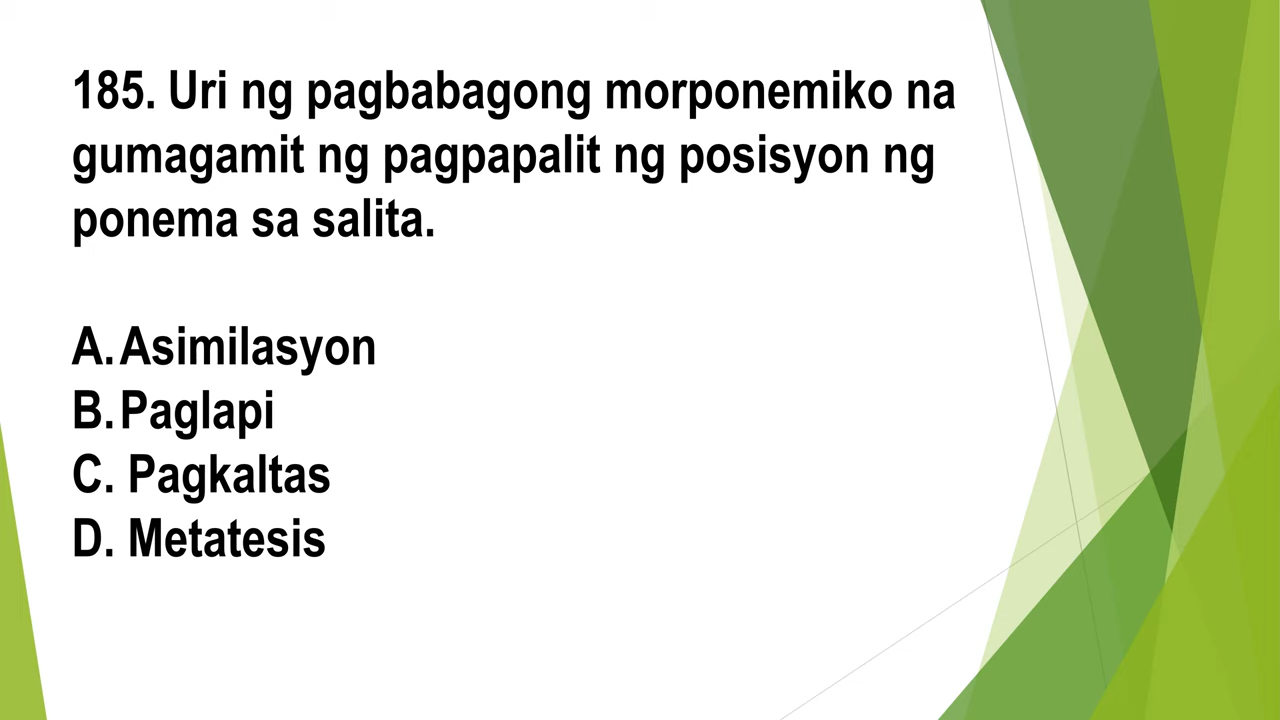 185. Uri ng pagbabagong morponemiko na
gumagamit ng pagpapalit ng posisyon ng
ponema sa salita.
A. Asimilasyon
B. Paglapi
C. Pagkaltas
D. Metatesis